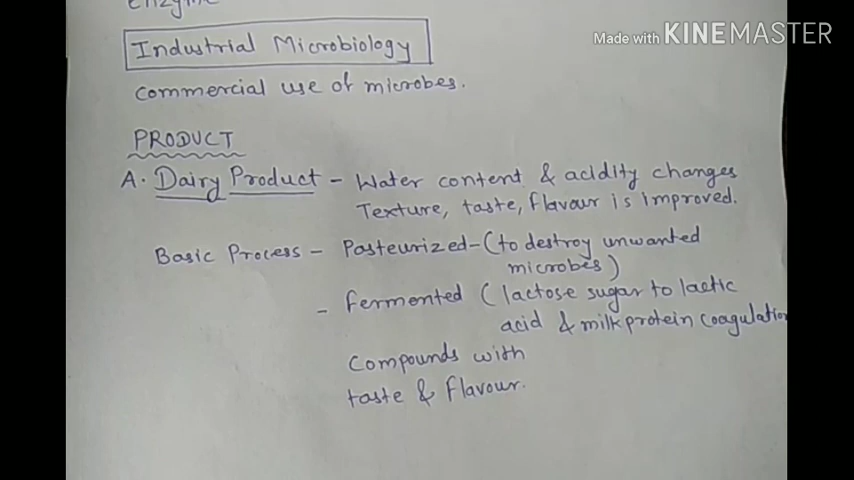 enzyme
Industrial Microbiology
Made with KINEMASTER
commercial use of microbes.
PRODUCT
A. Dairy Product - Water content & acidity changes
Texture, taste, flavour is improved.
Basic Process - Pasteurized - (to destroy unwanted
microbes)
- Fermented (lactose sugar to lactic
acid & milk protein coagulation
Compounds with
taste & flavour.